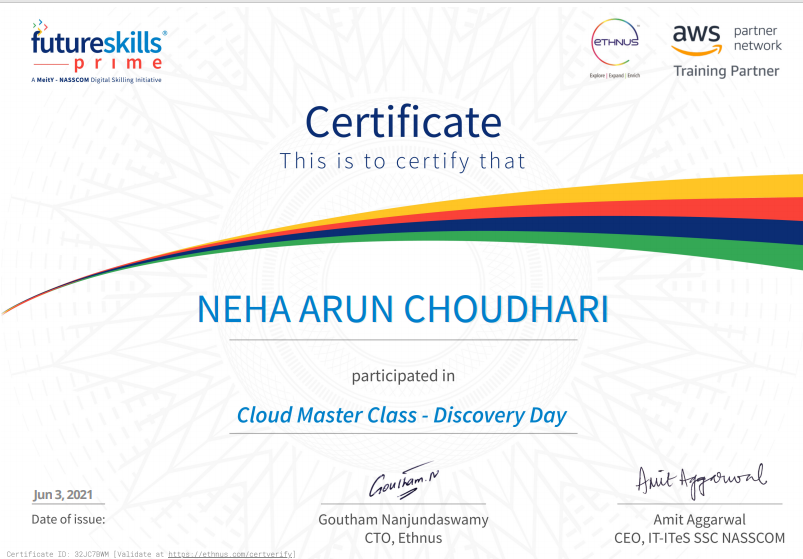 futureskills®
prime
A MeitY - NASSCOM Digital Skilling Initiative
ETHNUS™
Explore | Expand | Enrich
aws partner
network
Training Partner
Certificate
This is to certify that
NEHA ARUN CHOUDHARI
participated in
Cloud Master Class - Discovery Day
Jun 3, 2021
Date of issue:
Goutham.N
Goutham Nanjundaswamy
CTO, Ethnus
Amit Aggarwal
Amit Aggarwal
CEO, IT-ITeS SSC NASSCOM
Certificate ID: 32JC7BWM [Validate at https://ethnus.com/certverify]